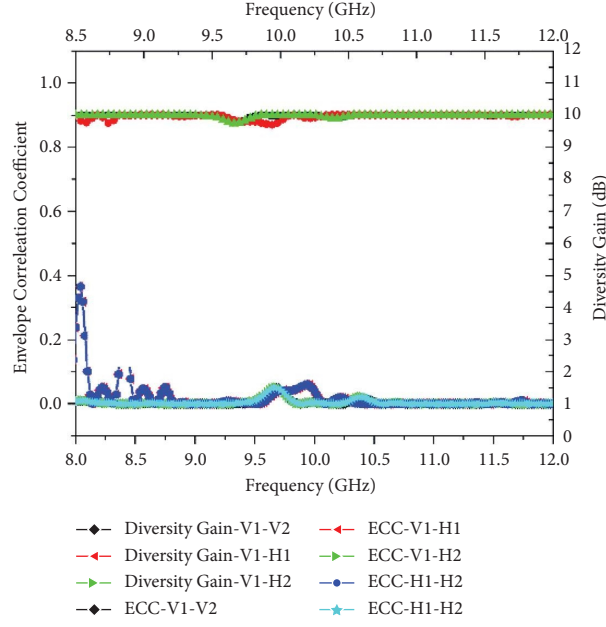 Frequency (GHz)
8.5 9.0 9.5 10.0 10.5 11.0 11.5 12.0
12
11
10
9
8
7
6
5
4
3
2
1
0
Diversity Gain (dB)
1.0
0.8
0.6
0.4
0.2
0.0
Envelope Correleation Coefficient
8.0 8.5 9.0 9.5 10.0 10.5 11.0 11.5 12.0
Frequency (GHz)
Diversity Gain-V1-V2
Diversity Gain-V1-H1
Diversity Gain-V1-H2
ECC-V1-V2
ECC-V1-H1
ECC-V1-H2
ECC-H1-H2
ECC-H1-H2